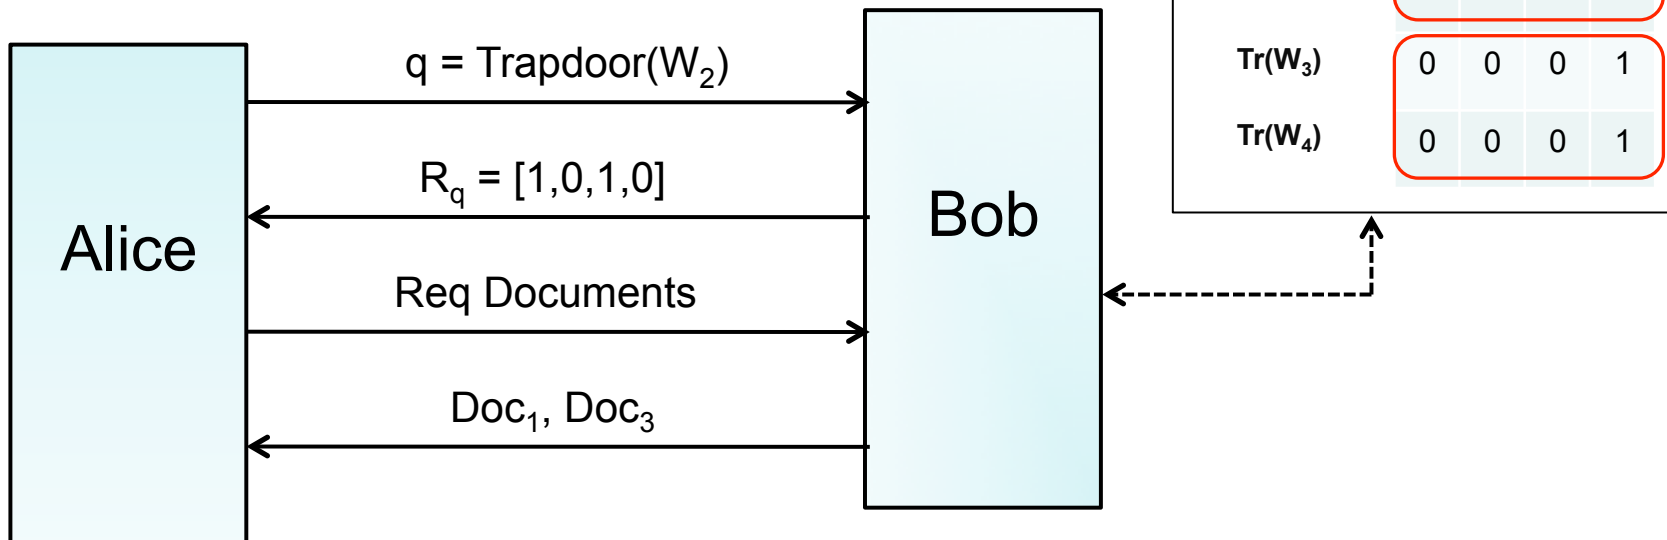 q = Trapdoor(W₂)
R_q = [1,0,1,0]
Alice
Bob
Req Documents
Doc₁, Doc₃
Tr(W₃) 0 0 0 1
Tr(W₄) 0 0 0 1